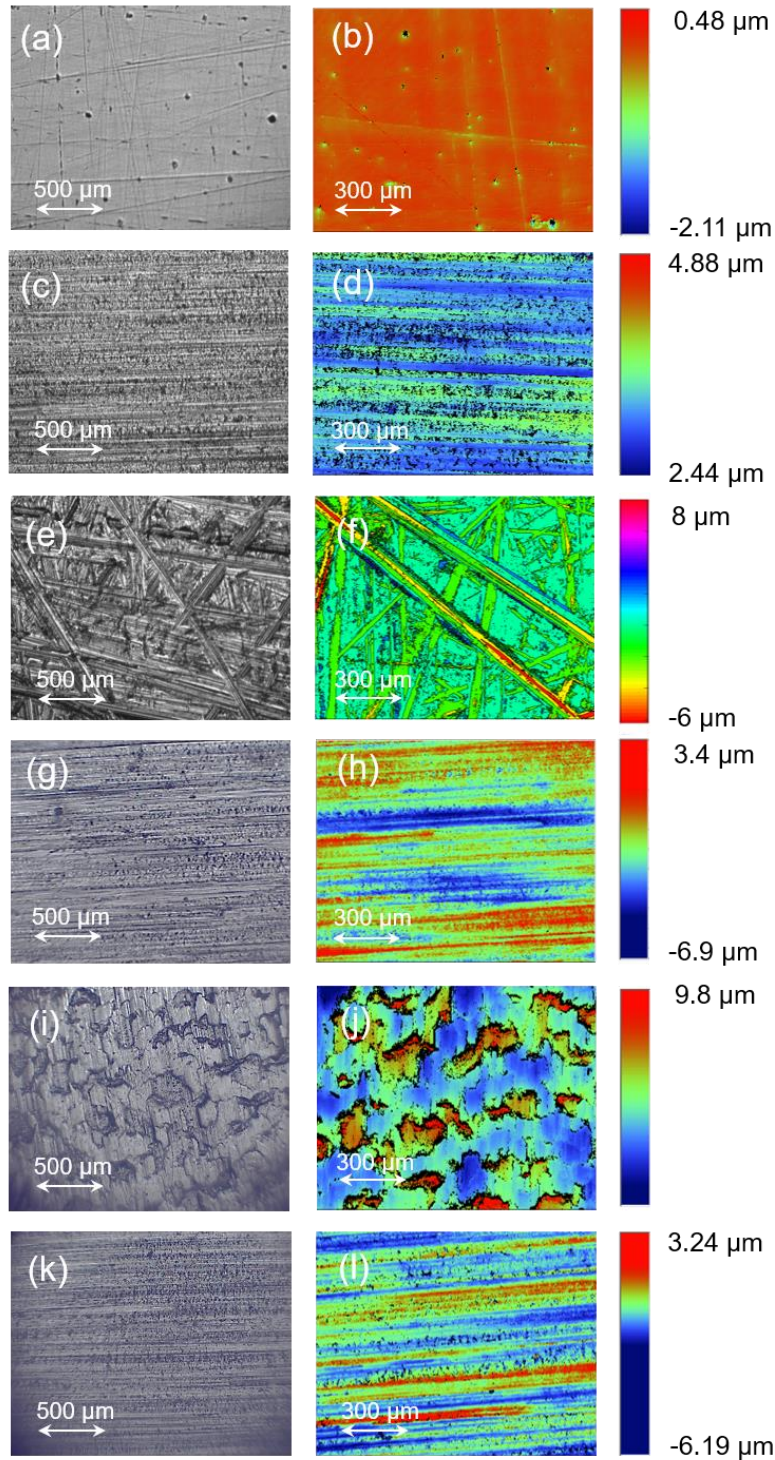 (a) (b) 0.48 µm
500 µm 300 µm
-2.11 µm
(c) (d) 4.88 µm
500 µm 300 µm
2.44 µm
(e) (f) 8 µm
500 µm 300 µm
-6 µm
(g) (h) 3.4 µm
500 µm 300 µm
-6.9 µm
(i) (j) 9.8 µm
500 µm 300 µm
(k) (l) 3.24 µm
500 µm 300 µm
-6.19 µm